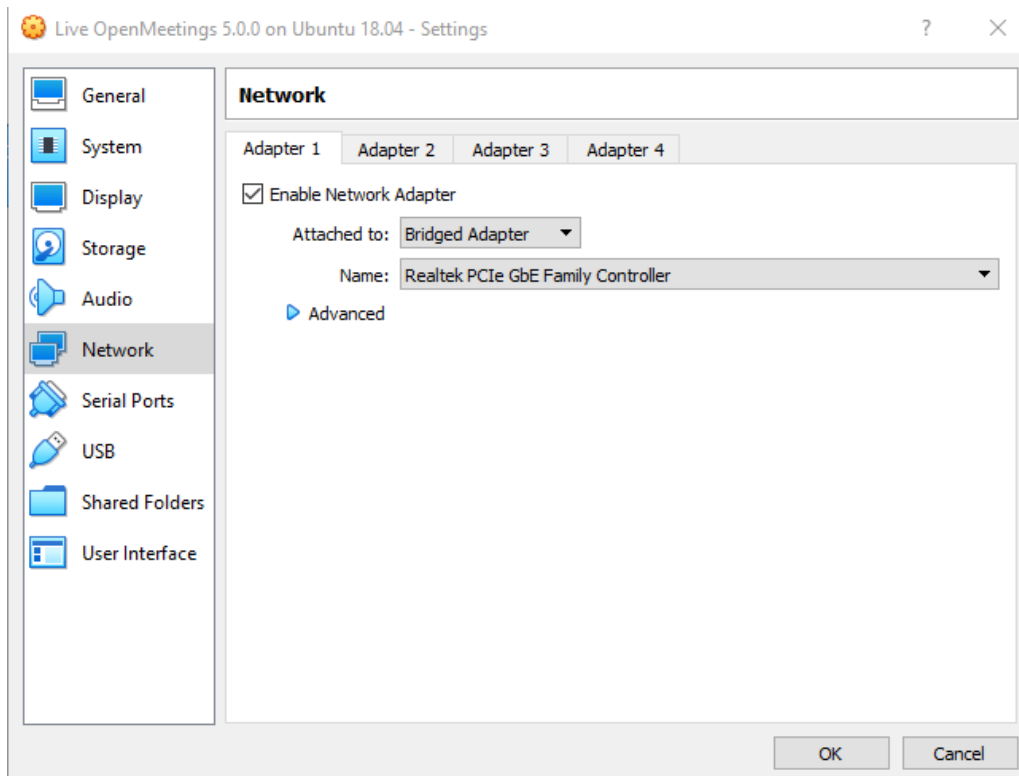 Live OpenMeetings 5.0.0 on Ubuntu 18.04 - Settings ?
General
System
Display
Storage
Audio
Network
Serial Ports
USB
Shared Folders
User Interface
Network
Adapter 1 Adapter 2 Adapter 3 Adapter 4
Enable Network Adapter
Attached to: Bridged Adapter
Name: Realtek PCIe GbE Family Controller
Advanced
OK Cancel